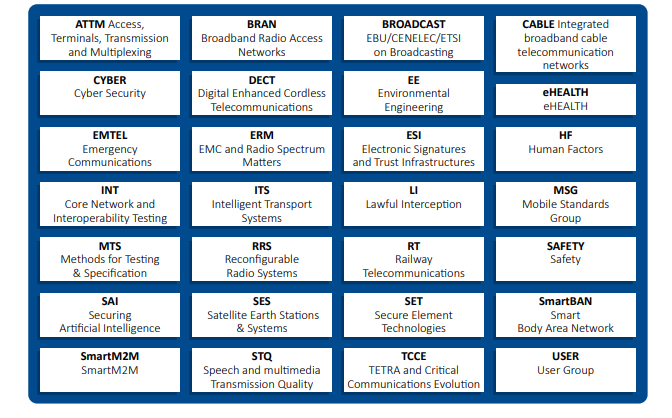 ATTM Access,
Terminals, Transmission
and Multiplexing
BRAN
Broadband Radio Access
Networks
BROADCAST
EBU/CENELEC/ETSI
on Broadcasting
CABLE Integrated
broadband cable
telecommunication
networks
CYBER
Cyber Security
DECT
Digital Enhanced Cordless
Telecommunications
EE
Environmental
Engineering
eHEALTH
eHEALTH
EMTEL
Emergency
Communications
ERM
EMC and Radio Spectrum
Matters
ESI
Electronic Signatures
and Trust Infrastructures
HF
Human Factors
INT
Core Network and
Interoperability Testing
ITS
Intelligent Transport
Systems
LI
Lawful Interception
MSG
Mobile Standards
Group
MTS
Methods for Testing
& Specification
RRS
Reconfigurable
Radio Systems
RT
Railway
Telecommunications
SAFETY
Safety
SAI
Securing
Artificial Intelligence
SES
Satellite Earth Stations
& Systems
SET
Secure Element
Technologies
SmartBAN
Smart
Body Area Network
SmartM2M
SmartM2M
STQ
Speech and multimedia
Transmission Quality
TCCE
TETRA and Critical
Communications Evolution
USER
User Group